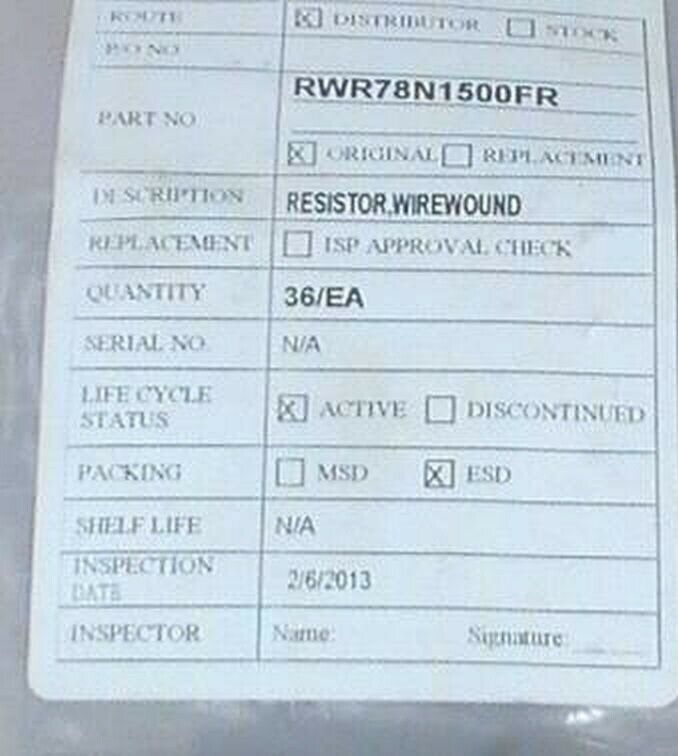 ROUTE ☒ DISTRIBUTOR ☐ STOCK
P/O NO
RWR78N1500FR
PART NO
☒ ORIGINAL ☐ REPLACEMENT
DESCRIPTION RESISTOR,WIREWOUND
REPLACEMENT ☐ ISP APPROVAL CHECK
QUANTITY 36/EA
SERIAL NO. N/A
LIFE CYCLE
STATUS ☒ ACTIVE ☐ DISCONTINUED
PACKING ☐ MSD ☒ ESD
SHELF LIFE N/A
INSPECTION
DATE 2/6/2013
INSPECTOR Name: Signature: